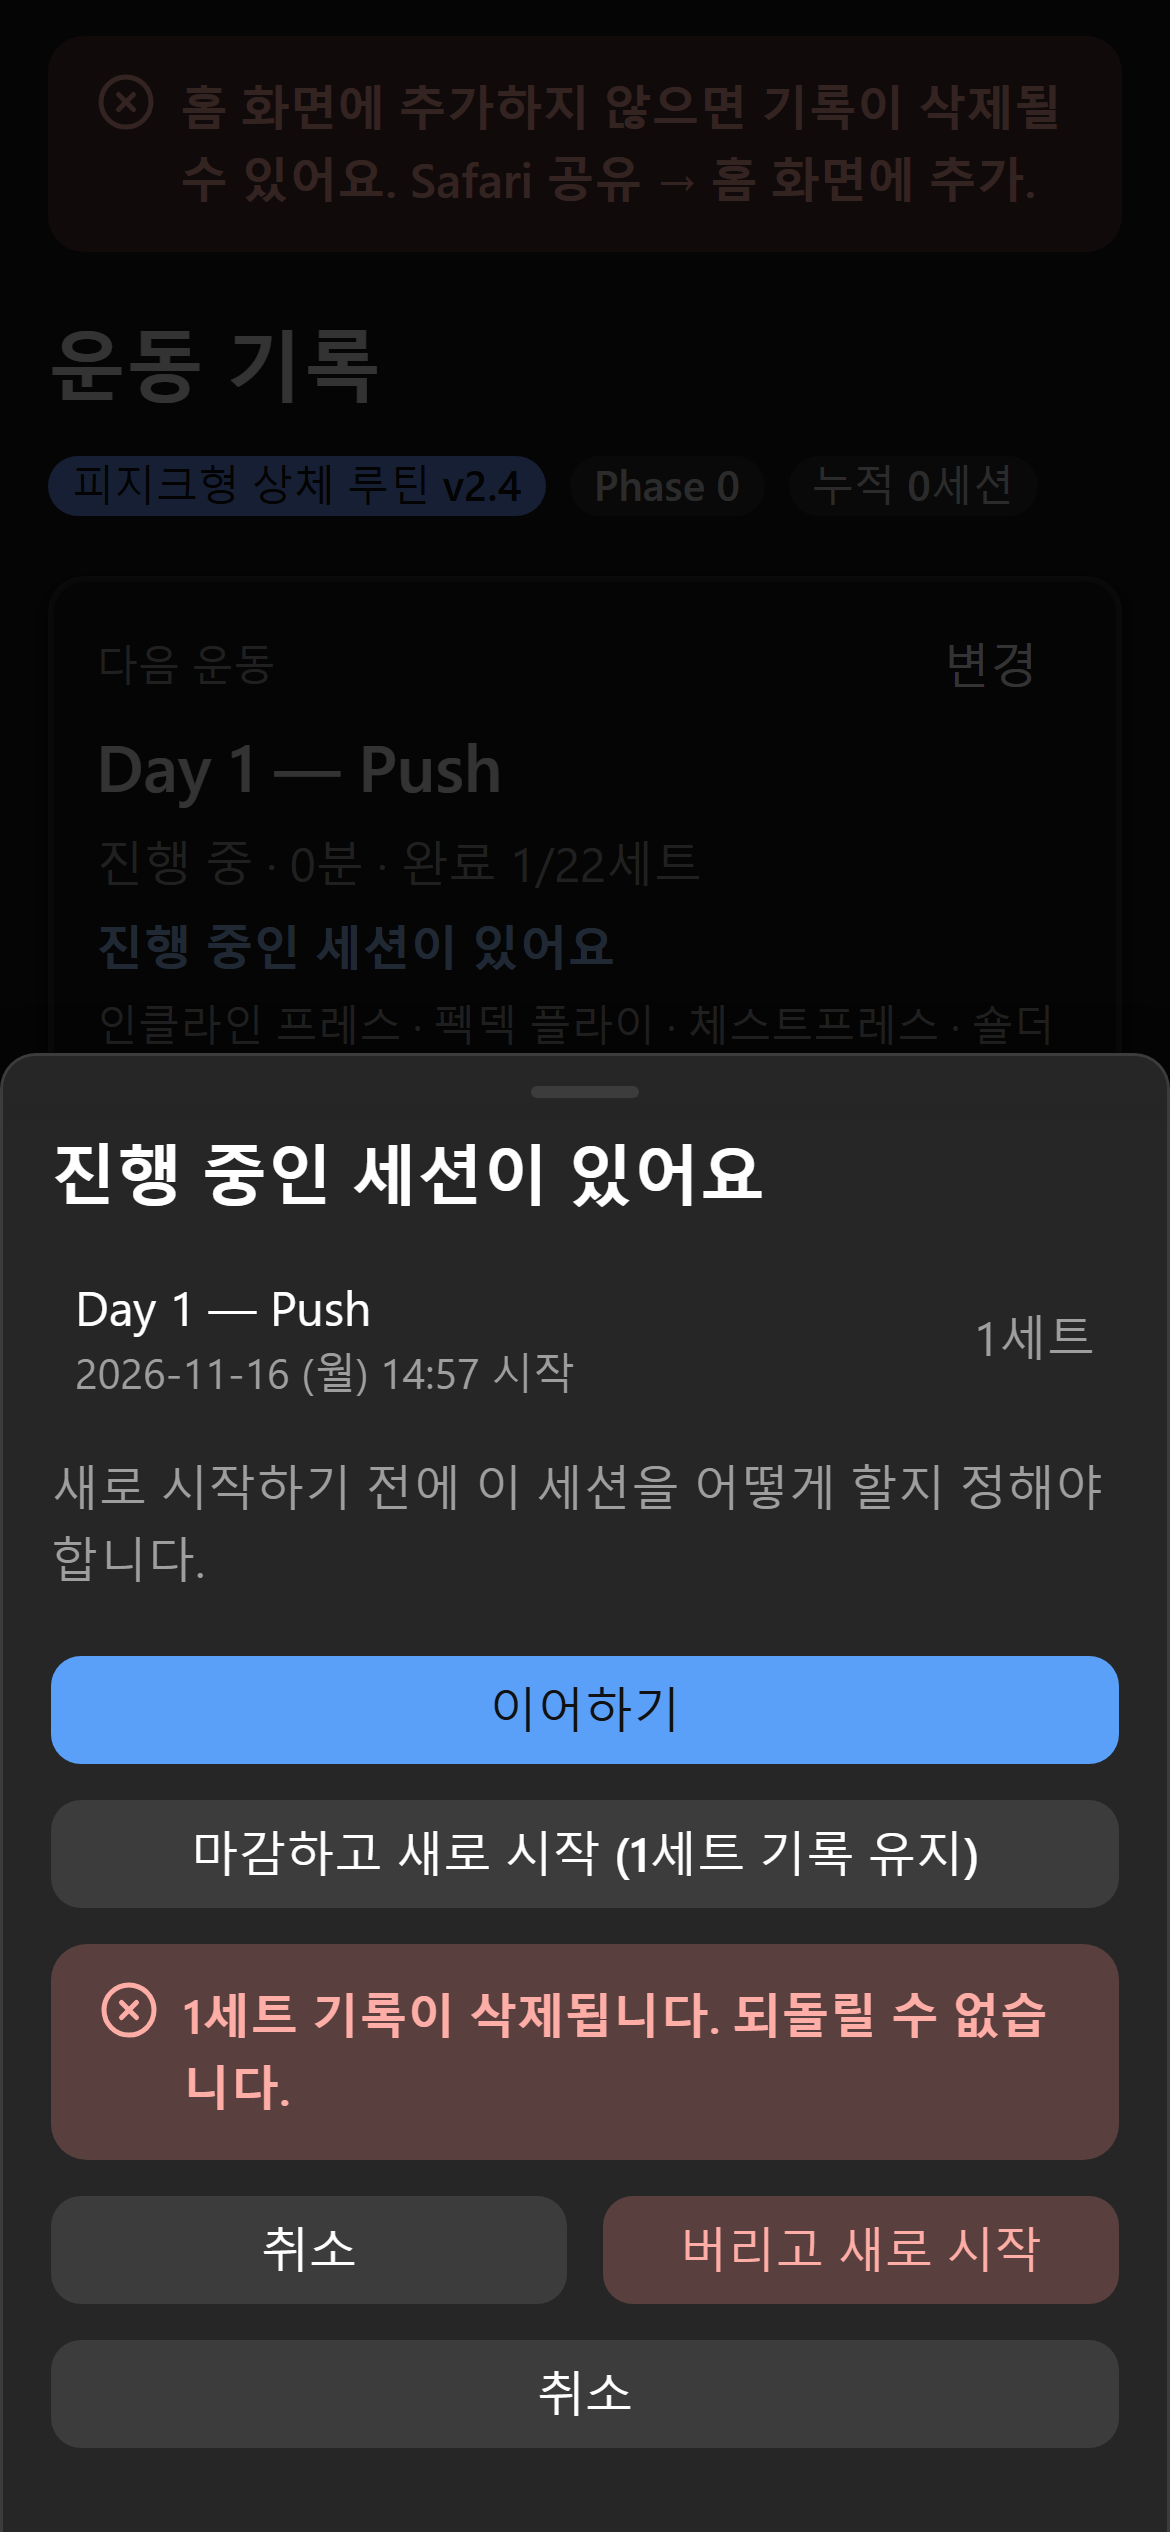 홈 화면에 추가하지 않으면 기록이 삭제될
수 있어요. Safari 공유 → 홈 화면에 추가.
운동 기록
피지크형 상체 루틴 v2.4
Phase 0
누적 0세션
다음 운동
변경
Day 1 — Push
진행 중 · 0분 · 완료 1/22세트
진행 중인 세션이 있어요
인클라인 프레스 · 펙덱 플라이 · 체스트프레스 · 숄더
진행 중인 세션이 있어요
Day 1 — Push
1세트
2026-11-16 (월) 14:57 시작
새로 시작하기 전에 이 세션을 어떻게 할지 정해야
합니다.
이어하기
마감하고 새로 시작 (1세트 기록 유지)
1세트 기록이 삭제됩니다. 되돌릴 수 없습
니다.
취소
버리고 새로 시작
취소